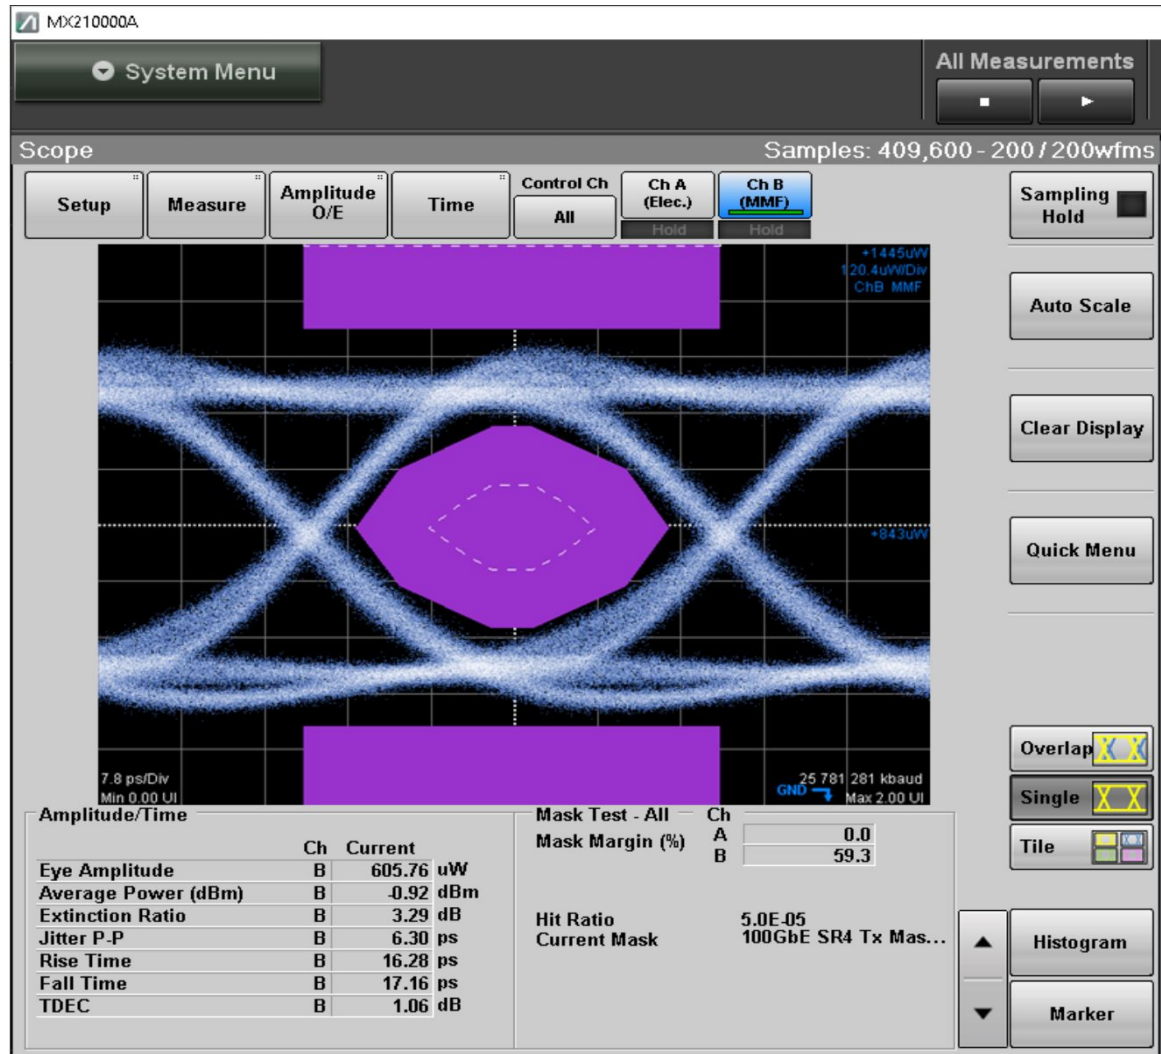 MX210000A
System Menu
All Measurements
Scope
Samples: 409,600 - 200 / 200wfms
Setup
Measure
Amplitude O/E
Time
Control Ch
All
Ch A
(Elec.)
Hold
Ch B
(MMF)
Hold
Sampling
Hold
+1445uW
120.4uW/Div
ChB MMF
Auto Scale
Clear Display
+843uW
Quick Menu
7.8 ps/Div
Min 0.00 UI
25 781 281 kbaud
GND
Max 2.00 UI
Overlap
Single
Tile
Amplitude/Time
Ch Current
Eye Amplitude B 605.76 uW
Average Power (dBm) B -0.92 dBm
Extinction Ratio B 3.29 dB
Jitter P-P B 6.30 ps
Rise Time B 16.28 ps
Fall Time B 17.16 ps
TDEC B 1.06 dB
Mask Test - All Ch
Mask Margin (%) A 0.0
B 59.3
Hit Ratio 5.0E-05
Current Mask 100GbE SR4 Tx Mas...
Histogram
Marker